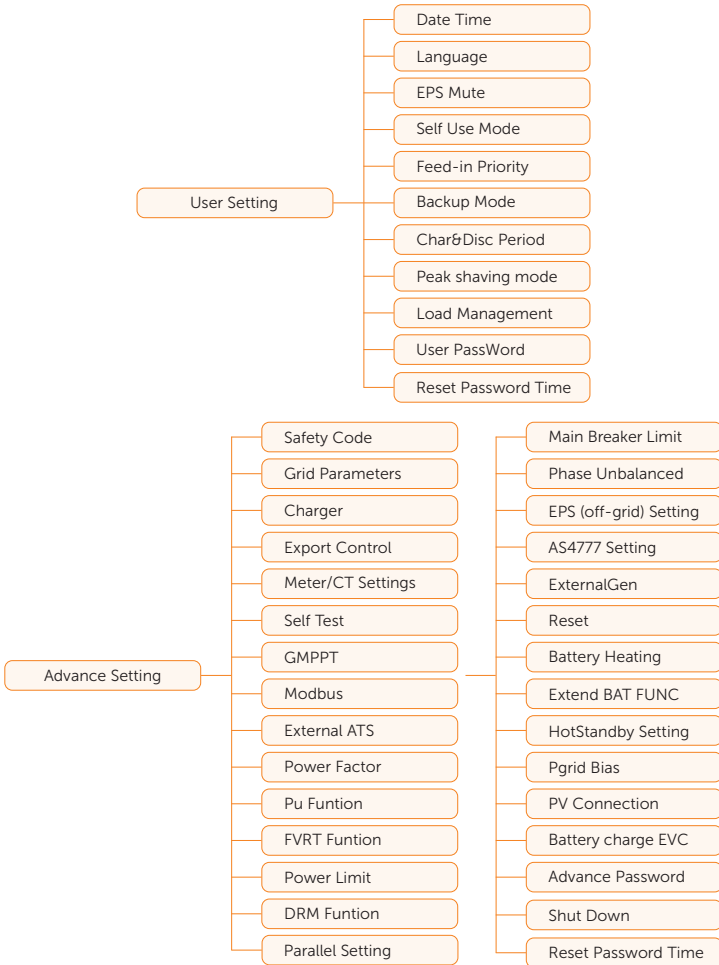 User Setting
Date Time
Language
EPS Mute
Self Use Mode
Feed-in Priority
Backup Mode
Char&Disc Period
Peak shaving mode
Load Management
User PassWord
Reset Password Time
Advance Setting
Safety Code
Grid Parameters
Charger
Export Control
Meter/CT Settings
Self Test
GMPPT
Modbus
External ATS
Power Factor
Pu Funtion
FVRT Funtion
Power Limit
DRM Funtion
Parallel Setting
Main Breaker Limit
Phase Unbalanced
EPS (off-grid) Setting
AS4777 Setting
ExternalGen
Reset
Battery Heating
Extend BAT FUNC
HotStandby Setting
Pgrid Bias
PV Connection
Battery charge EVC
Advance Password
Shut Down
Reset Password Time